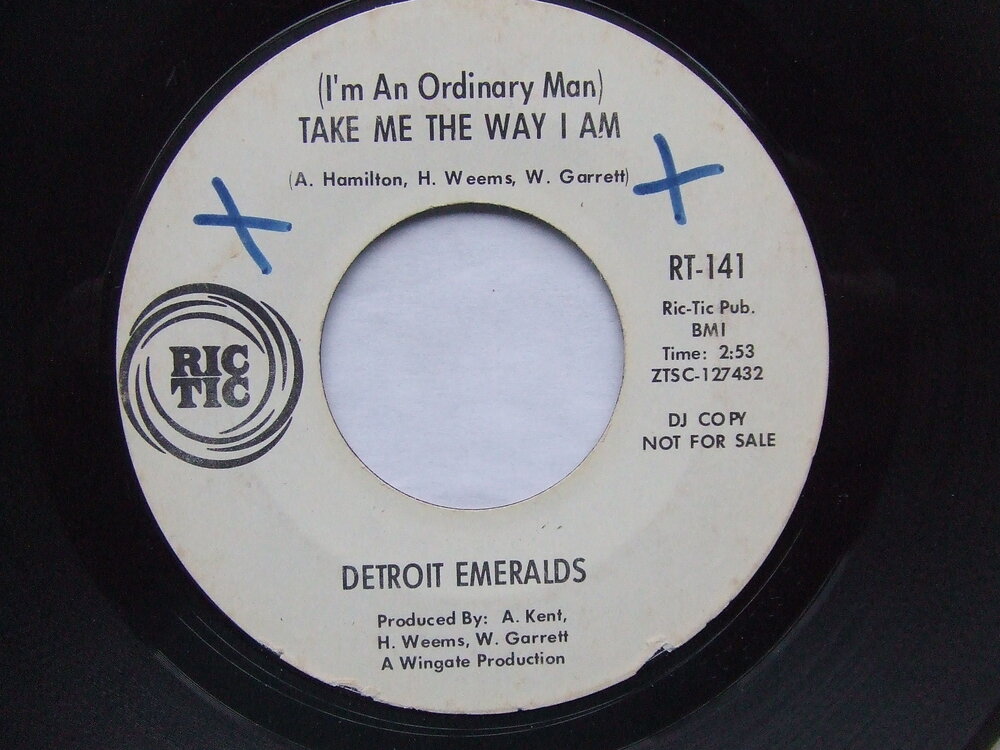 (I'm An Ordinary Man)
TAKE ME THE WAY I AM
(A. Hamilton, H. Weems, W. Garrett)
RIC
TIC
RT-141
Ric-Tic Pub.
BMI
Time: 2:53
ZTSC-127432
DJ COPY
NOT FOR SALE
DETROIT EMERALDS
Produced By: A. Kent,
H. Weems, W. Garrett
A Wingate Production